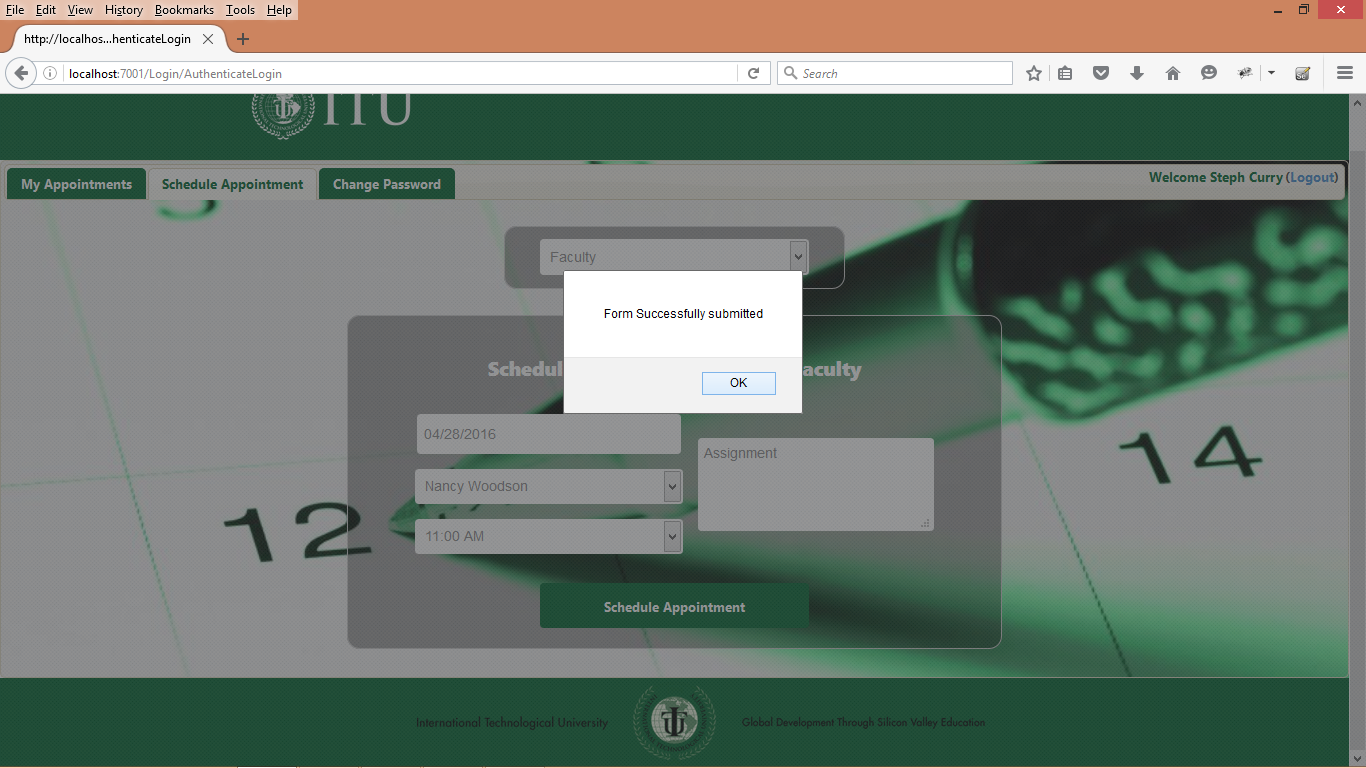 File Edit View History Bookmarks Tools Help
http://localhos...henticateLogin
localhost:7001/Login/AuthenticateLogin
Search
ITU
My Appointments
Schedule Appointment
Change Password
Welcome Steph Curry (Logout)
Faculty
Form Successfully submitted
OK
Schedul
aculty
04/28/2016
Assignment
Nancy Woodson
11:00 AM
12
14
Schedule Appointment
International Technological University
Global Development Through Silicon Valley Education